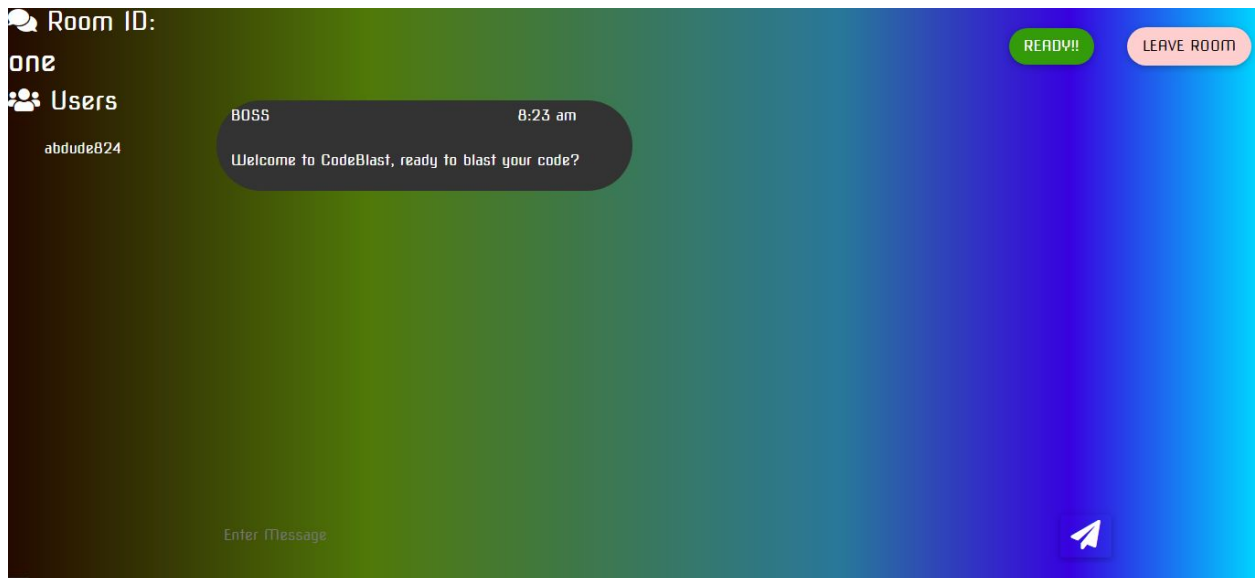 Room ID:
one
Users
abdude824
BOSS 8:23 am
Welcome to CodeBlast, ready to blast your code?
READY!!
LEAVE ROOM
Enter Message